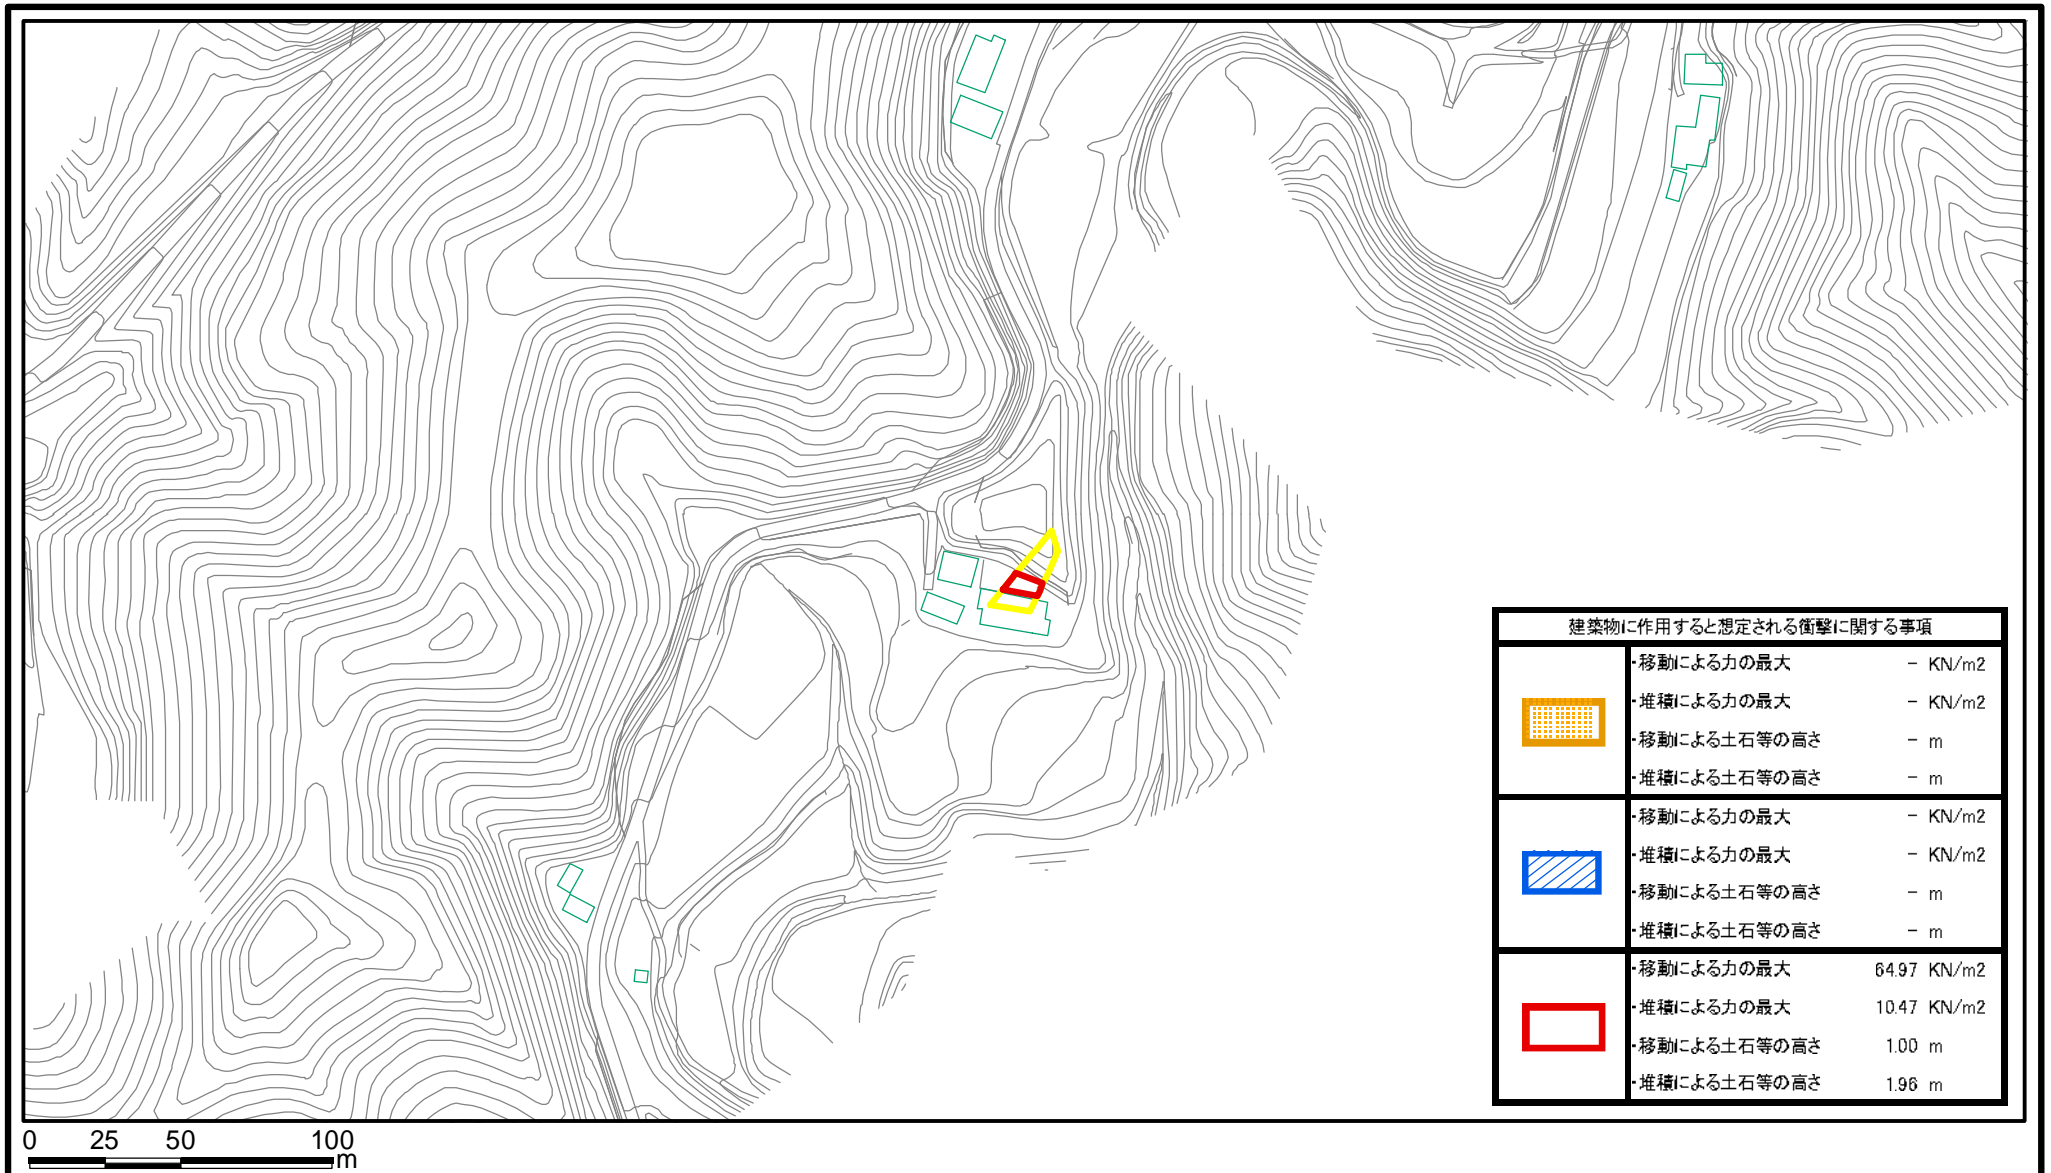 建築物に作用すると想定される衝撃に関する事項
・移動による力の最大 － KN/m2
・堆積による力の最大 － KN/m2
・移動による土石等の高さ － m
・堆積による土石等の高さ － m
・移動による力の最大 － KN/m2
・堆積による力の最大 － KN/m2
・移動による土石等の高さ － m
・堆積による土石等の高さ － m
・移動による力の最大 64.97 KN/m2
・堆積による力の最大 10.47 KN/m2
・移動による土石等の高さ 1.00 m
・堆積による土石等の高さ 1.96 m
0 25 50 100
m